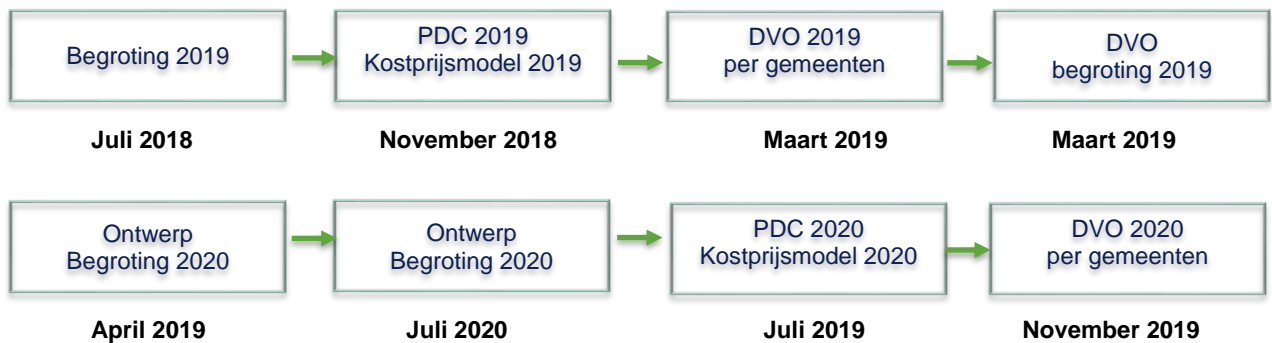 Begroting 2019
PDC 2019
Kostprijsmodel 2019
DVO 2019
per gemeenten
DVO
begroting 2019
Juli 2018
November 2018
Maart 2019
Maart 2019
Ontwerp
Begroting 2020
Ontwerp
Begroting 2020
PDC 2020
Kostprijsmodel 2020
DVO 2020
per gemeenten
April 2019
Juli 2020
Juli 2019
November 2019